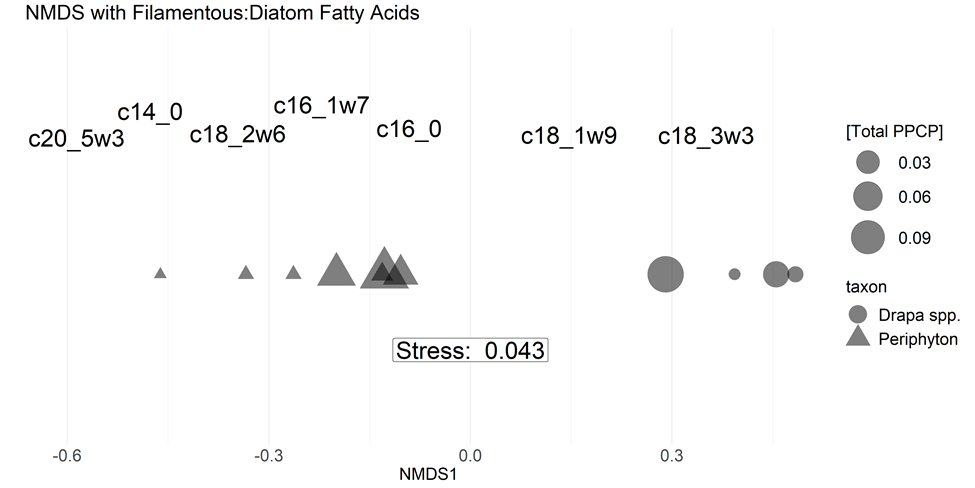 NMDS with Filamentous:Diatom Fatty Acids
c20_5w3
c14_0
c18_2w6
c16_1w7
c16_0
c18_1w9
c18_3w3
[Total PPCP]
0.03
0.06
0.09
taxon
Drapa spp.
Periphyton
Stress:  0.043
-0.6
-0.3
0.0
0.3
NMDS1